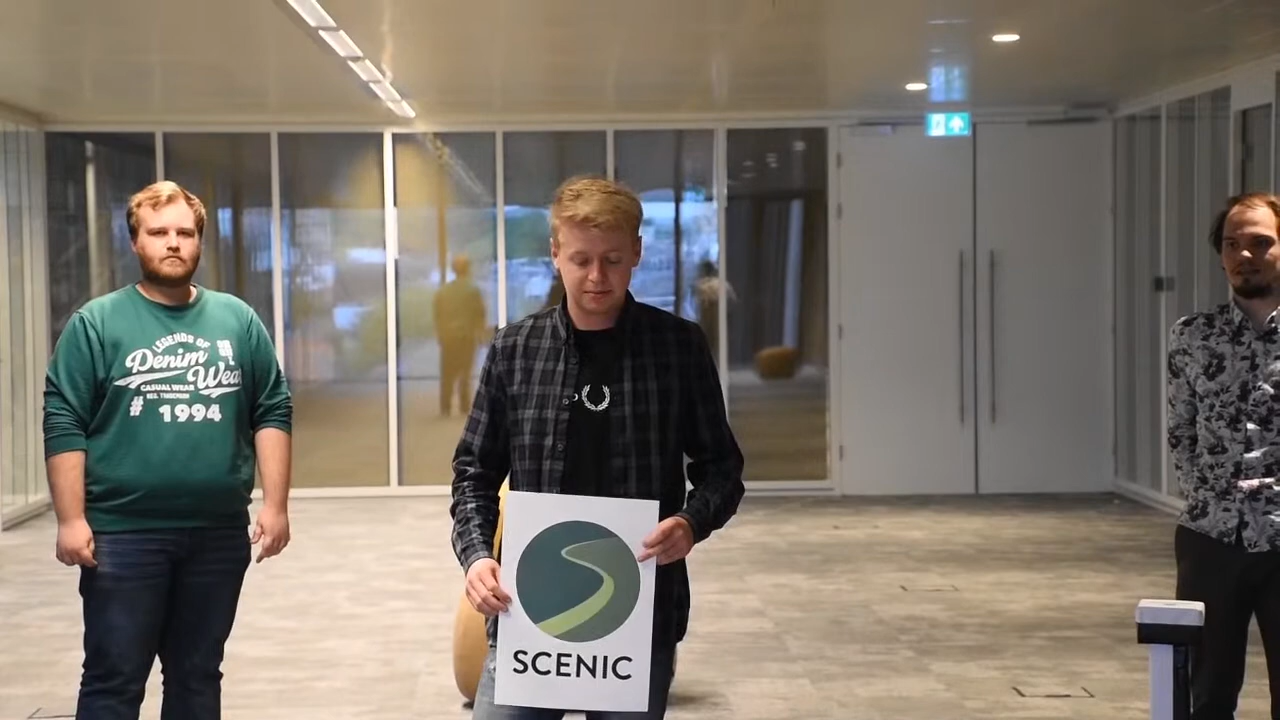 LEGENDS OF
Denim
Wear
CASUAL WEAR
# 1994
SCENIC